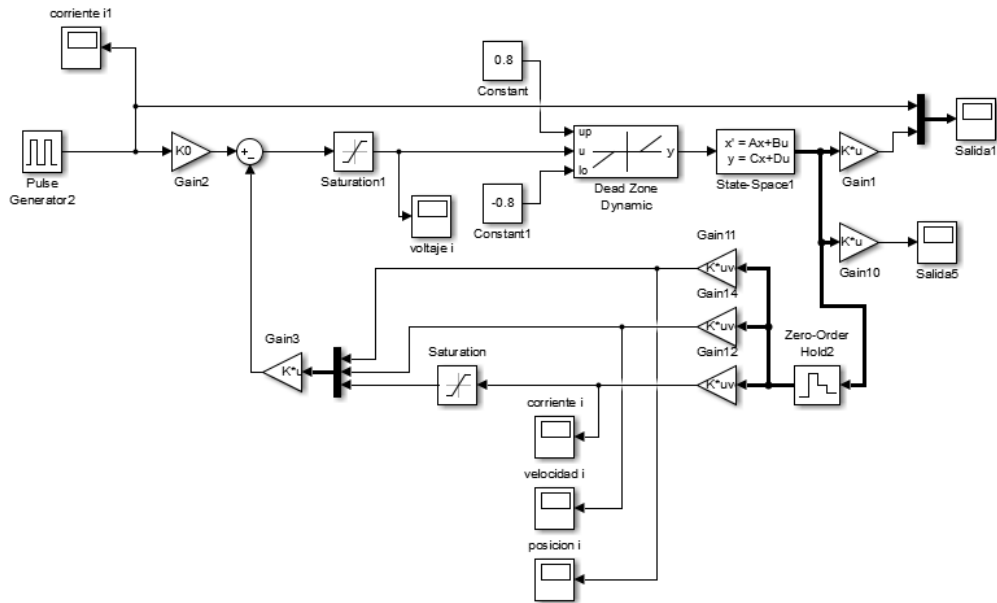 corriente i1
0.8
Constant
Salida1
Pulse
Generator2
K0
Gain2
+
-
Saturation1
voltaje i
-0.8
Constant1
up
u
lo
y
Dead Zone
Dynamic
x' = Ax+Bu
y = Cx+Du
State-Space1
K*u
Gain1
K*u
Gain10
Salida5
Gain11
K*uv
Gain14
K*uv
Gain12
K*uv
Zero-Order
Hold2
Gain3
K*u
Saturation
corriente i
velocidad i
posicion i